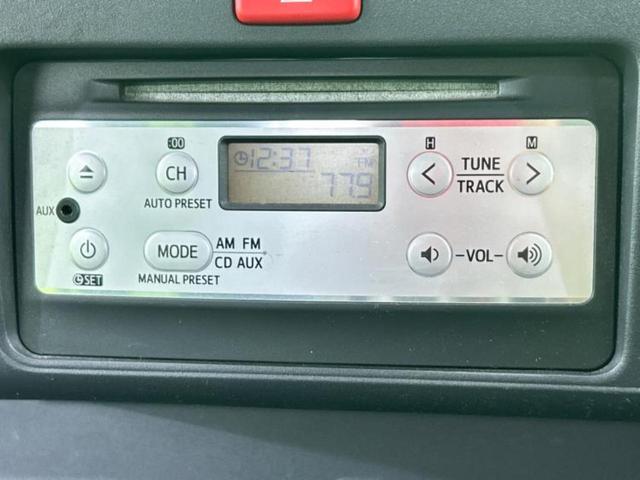 :00
H
M
12:37
FM
77.9
CH
AUTO PRESET
TUNE
TRACK
< >
AUX
MODE
AM FM
CD AUX
MANUAL PRESET
-VOL-
SET